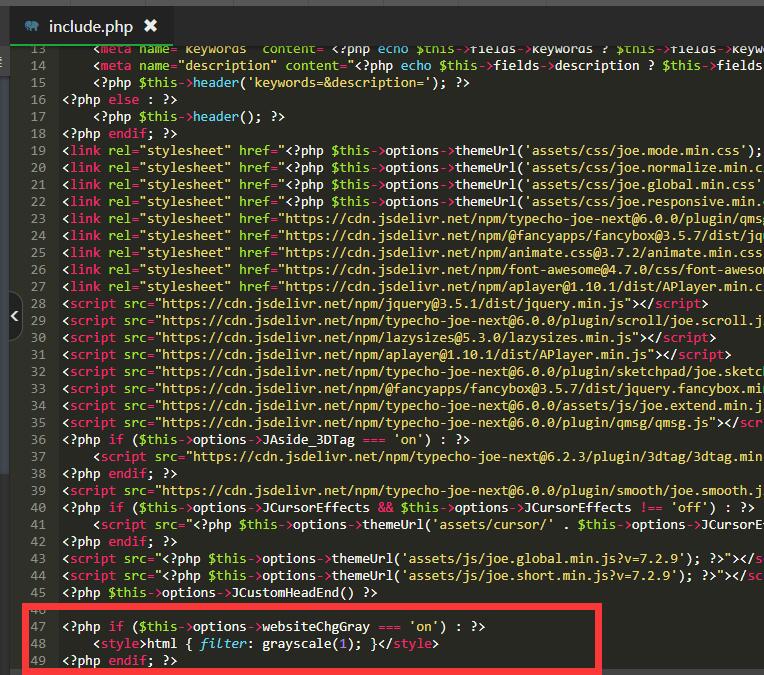 include.php
13 <meta name="keywords" content="<?php echo $this->fields->keywords ? $this->fields->keyw
14 <meta name="description" content="<?php echo $this->fields->description ? $this->fields
15 <?php $this->header('keywords=&description='); ?>
16 <?php else : ?>
17 <?php $this->header(); ?>
18 <?php endif; ?>
19 <link rel="stylesheet" href="<?php $this->options->themeUrl('assets/css/joe.mode.min.css');
20 <link rel="stylesheet" href="<?php $this->options->themeUrl('assets/css/joe.normalize.min.c
21 <link rel="stylesheet" href="<?php $this->options->themeUrl('assets/css/joe.global.min.css'
22 <link rel="stylesheet" href="<?php $this->options->themeUrl('assets/css/joe.responsive.min.
23 <link rel="stylesheet" href="https://cdn.jsdelivr.net/npm/typecho-joe-next@6.0.0/plugin/qmsg
24 <link rel="stylesheet" href="https://cdn.jsdelivr.net/npm/@fancyapps/fancybox@3.5.7/dist/jq
25 <link rel="stylesheet" href="https://cdn.jsdelivr.net/npm/animate.css@3.7.2/animate.min.css
26 <link rel="stylesheet" href="https://cdn.jsdelivr.net/npm/font-awesome@4.7.0/css/font-aweso
27 <link rel="stylesheet" href="https://cdn.jsdelivr.net/npm/aplayer@1.10.1/dist/APlayer.min.c
28 <script src="https://cdn.jsdelivr.net/npm/jquery@3.5.1/dist/jquery.min.js"></script>
29 <script src="https://cdn.jsdelivr.net/npm/typecho-joe-next@6.0.0/plugin/scroll/joe.scroll.j
30 <script src="https://cdn.jsdelivr.net/npm/lazysizes@5.3.0/lazysizes.min.js"></script>
31 <script src="https://cdn.jsdelivr.net/npm/aplayer@1.10.1/dist/APlayer.min.js"></script>
32 <script src="https://cdn.jsdelivr.net/npm/typecho-joe-next@6.0.0/plugin/sketchpad/joe.sketc
33 <script src="https://cdn.jsdelivr.net/npm/@fancyapps/fancybox@3.5.7/dist/jquery.fancybox.mi
34 <script src="https://cdn.jsdelivr.net/npm/typecho-joe-next@6.0.0/assets/js/joe.extend.min.j
35 <script src="https://cdn.jsdelivr.net/npm/typecho-joe-next@6.0.0/plugin/qmsg/qmsg.js"></scr
36 <?php if ($this->options->JAside_3DTag === 'on') : ?>
37 <script src="https://cdn.jsdelivr.net/npm/typecho-joe-next@6.2.3/plugin/3dtag/3dtag.min
38 <?php endif; ?>
39 <script src="https://cdn.jsdelivr.net/npm/typecho-joe-next@6.0.0/plugin/smooth/joe.smooth.j
40 <?php if ($this->options->JCursorEffects && $this->options->JCursorEffects !== 'off') : ?>
41 <script src="<?php $this->options->themeUrl('assets/cursor/' . $this->options->JCursorEf
42 <?php endif; ?>
43 <script src="<?php $this->options->themeUrl('assets/js/joe.global.min.js?v=7.2.9'); ?>"></s
44 <script src="<?php $this->options->themeUrl('assets/js/joe.short.min.js?v=7.2.9'); ?>"></sc
45 <?php $this->options->JCustomHeadEnd() ?>
46
47 <?php if ($this->options->websiteChgGray === 'on') : ?>
48 <style>html { filter: grayscale(1); }</style>
49 <?php endif; ?>